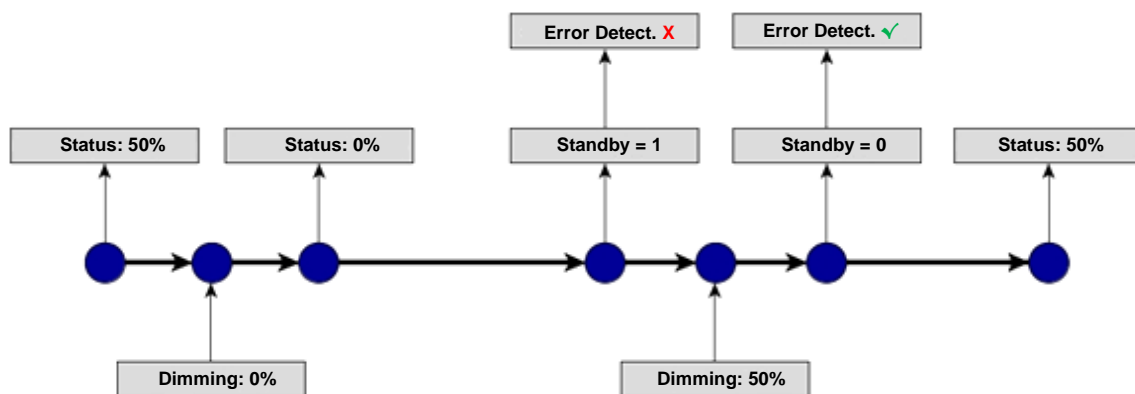 Error Detect. X
Error Detect. ✓
Status: 50%
Status: 0%
Standby = 1
Standby = 0
Status: 50%
Dimming: 0%
Dimming: 50%